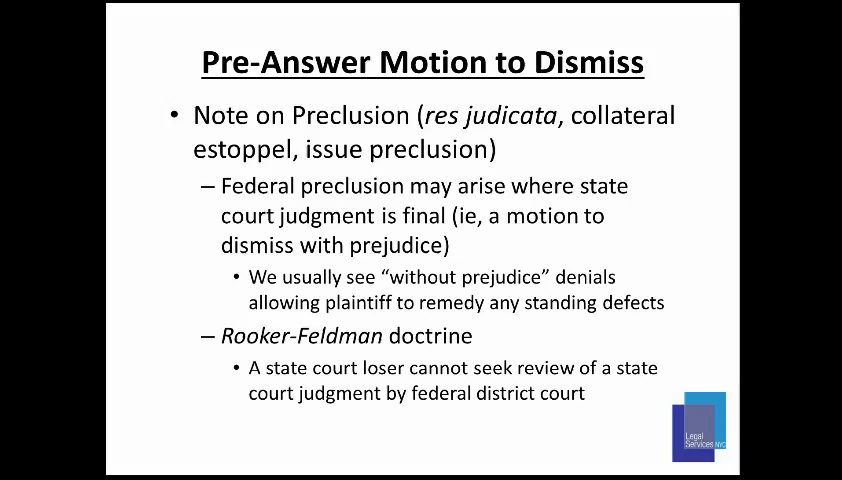 Pre-Answer Motion to Dismiss
• Note on Preclusion (res judicata, collateral
estoppel, issue preclusion)
– Federal preclusion may arise where state
court judgment is final (ie, a motion to
dismiss with prejudice)
• We usually see “without prejudice” denials
allowing plaintiff to remedy any standing defects
– Rooker-Feldman doctrine
• A state court loser cannot seek review of a state
court judgment by federal district court
Legal
Services NYC